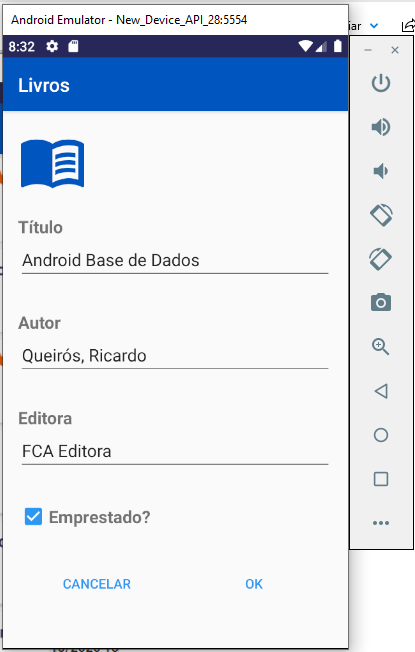 Android Emulator - New_Device_API_28:5554
iar
8:32
Livros
Título
Android Base de Dados
Autor
Queirós, Ricardo
Editora
FCA Editora
Emprestado?
CANCELAR OK